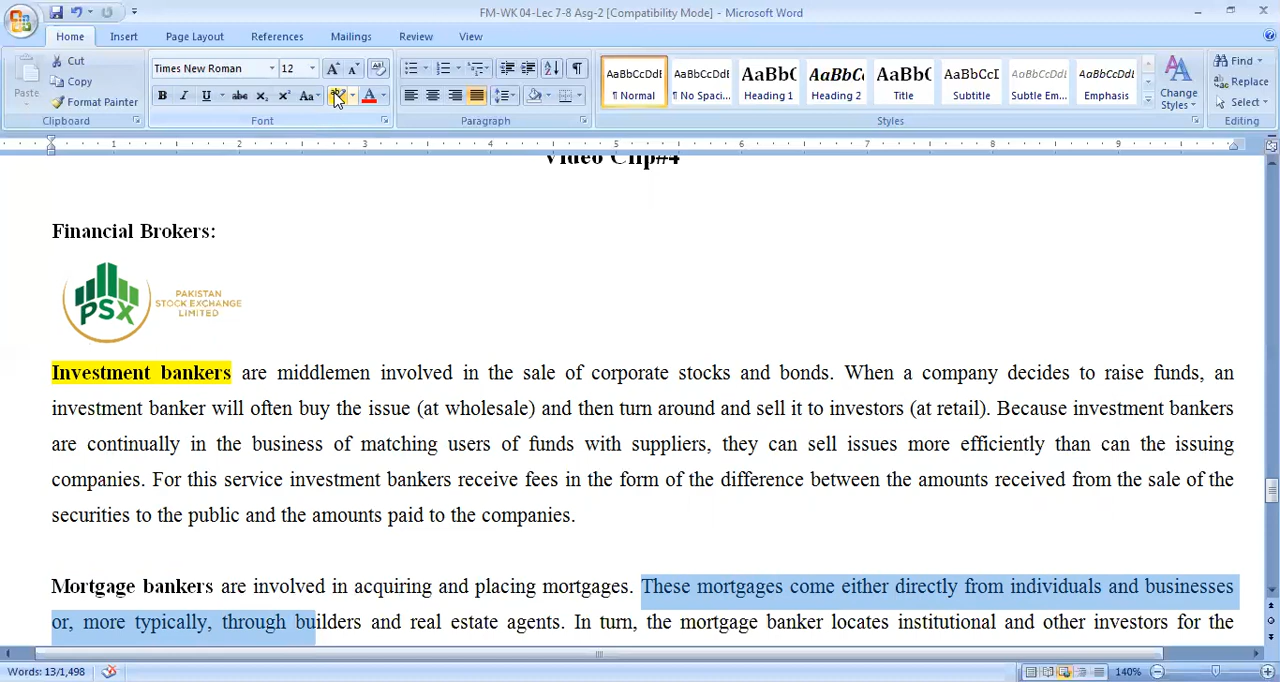 FM-WK 04-Lec 7-8 Asg-2 [Compatibility Mode] - Microsoft Word
Home Insert Page Layout References Mailings Review View
Paste
Cut
Copy
Format Painter
Clipboard
Times New Roman 12
Font
Paragraph
AaBbCcDdI AaBbCcDdI AaBbC AaBbCc AaBbC AaBbCcI AaBbCcDdI AaBbCcDdI
¶ Normal ¶ No Spaci... Heading 1 Heading 2 Title Subtitle Subtle Em... Emphasis
Change Styles
Styles
Find
Replace
Select
Editing
1 2 3 4 5 6 7 8 9
Video Clip#4
Financial Brokers:
PSX
PAKISTAN
STOCK EXCHANGE
LIMITED
Investment bankers are middlemen involved in the sale of corporate stocks and bonds. When a company decides to raise funds, an
investment banker will often buy the issue (at wholesale) and then turn around and sell it to investors (at retail). Because investment bankers
are continually in the business of matching users of funds with suppliers, they can sell issues more efficiently than can the issuing
companies. For this service investment bankers receive fees in the form of the difference between the amounts received from the sale of the
securities to the public and the amounts paid to the companies.
Mortgage bankers are involved in acquiring and placing mortgages. These mortgages come either directly from individuals and businesses
or, more typically, through builders and real estate agents. In turn, the mortgage banker locates institutional and other investors for the
Words: 13/1,498
140%